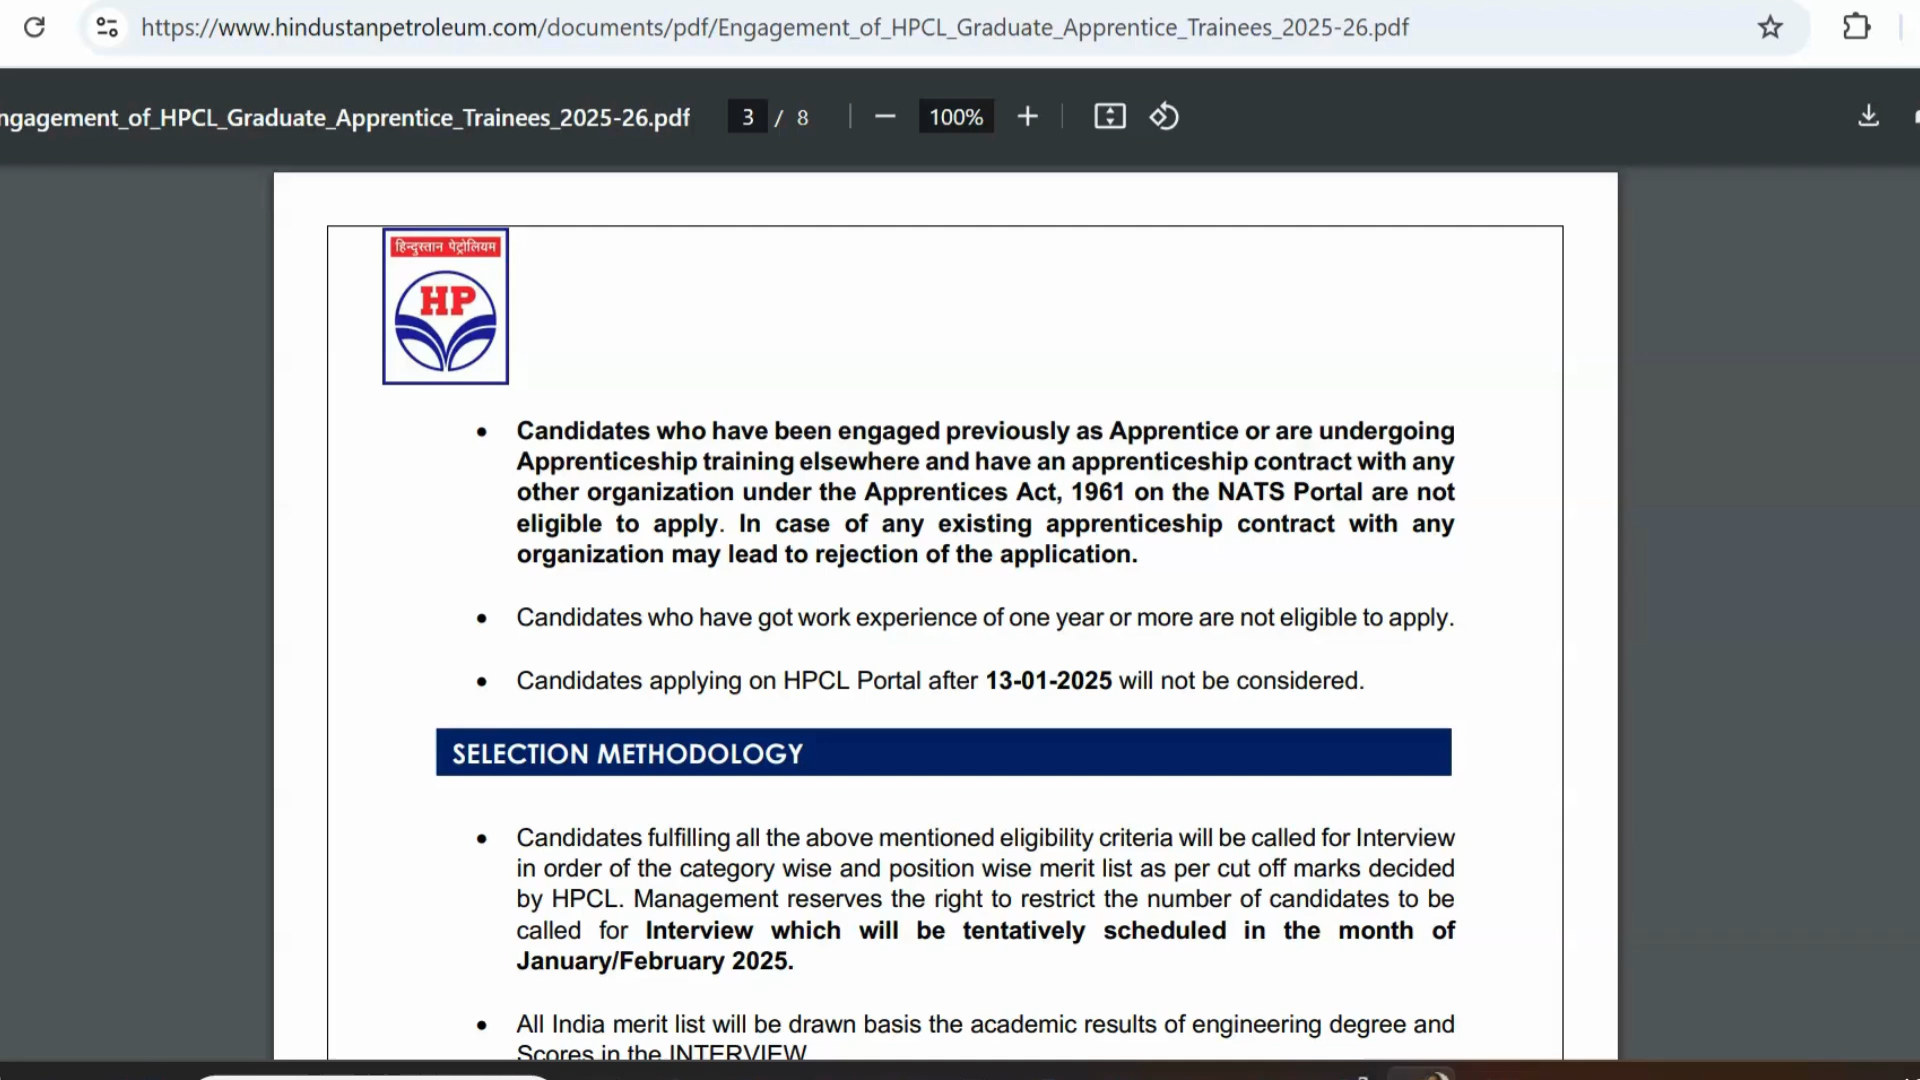 https://www.hindustanpetroleum.com/documents/pdf/Engagement_of_HPCL_Graduate_Apprentice_Trainees_2025-26.pdf
ngagement_of_HPCL_Graduate_Apprentice_Trainees_2025-26.pdf 3 / 8 100%
हिन्दुस्तान पेट्रोलियम
HP
• Candidates who have been engaged previously as Apprentice or are undergoing
Apprenticeship training elsewhere and have an apprenticeship contract with any
other organization under the Apprentices Act, 1961 on the NATS Portal are not
eligible to apply. In case of any existing apprenticeship contract with any
organization may lead to rejection of the application.
• Candidates who have got work experience of one year or more are not eligible to apply.
• Candidates applying on HPCL Portal after 13-01-2025 will not be considered.
SELECTION METHODOLOGY
• Candidates fulfilling all the above mentioned eligibility criteria will be called for Interview
in order of the category wise and position wise merit list as per cut off marks decided
by HPCL. Management reserves the right to restrict the number of candidates to be
called for Interview which will be tentatively scheduled in the month of
January/February 2025.
• All India merit list will be drawn basis the academic results of engineering degree and
Scores in the INTERVIEW